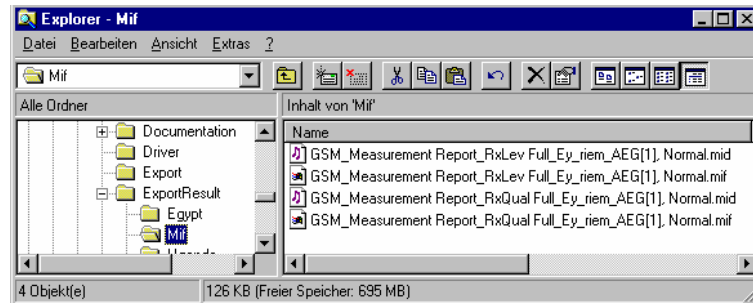 Explorer - Mif
Datei Bearbeiten Ansicht Extras ?
Mif
Alle Ordner Inhalt von 'Mif'
Documentation
Driver
Export
ExportResult
Egypt
Mif
Name
GSM_Measurement Report_RxLev Full_Ey_riem_AEG[1], Normal.mid
GSM_Measurement Report_RxLev Full_Ey_riem_AEG[1], Normal.mif
GSM_Measurement Report_RxQual Full_Ey_riem_AEG[1], Normal.mid
GSM_Measurement Report_RxQual Full_Ey_riem_AEG[1], Normal.mif
4 Objekt(e) 126 KB (Freier Speicher: 695 MB)